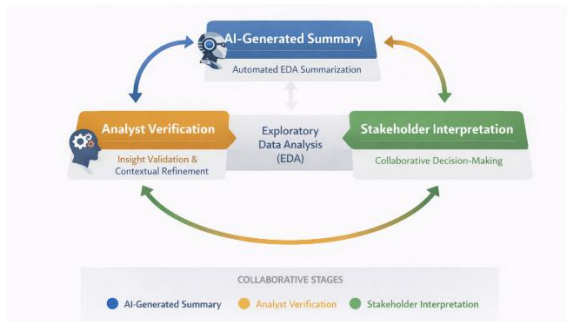 AI-Generated Summary
Automated EDA Summarization
Analyst Verification
Insight Validation &
Contextual Refinement
Exploratory
Data Analysis
(EDA)
Stakeholder Interpretation
Collaborative Decision-Making
COLLABORATIVE STAGES
AI-Generated Summary
Analyst Verification
Stakeholder Interpretation